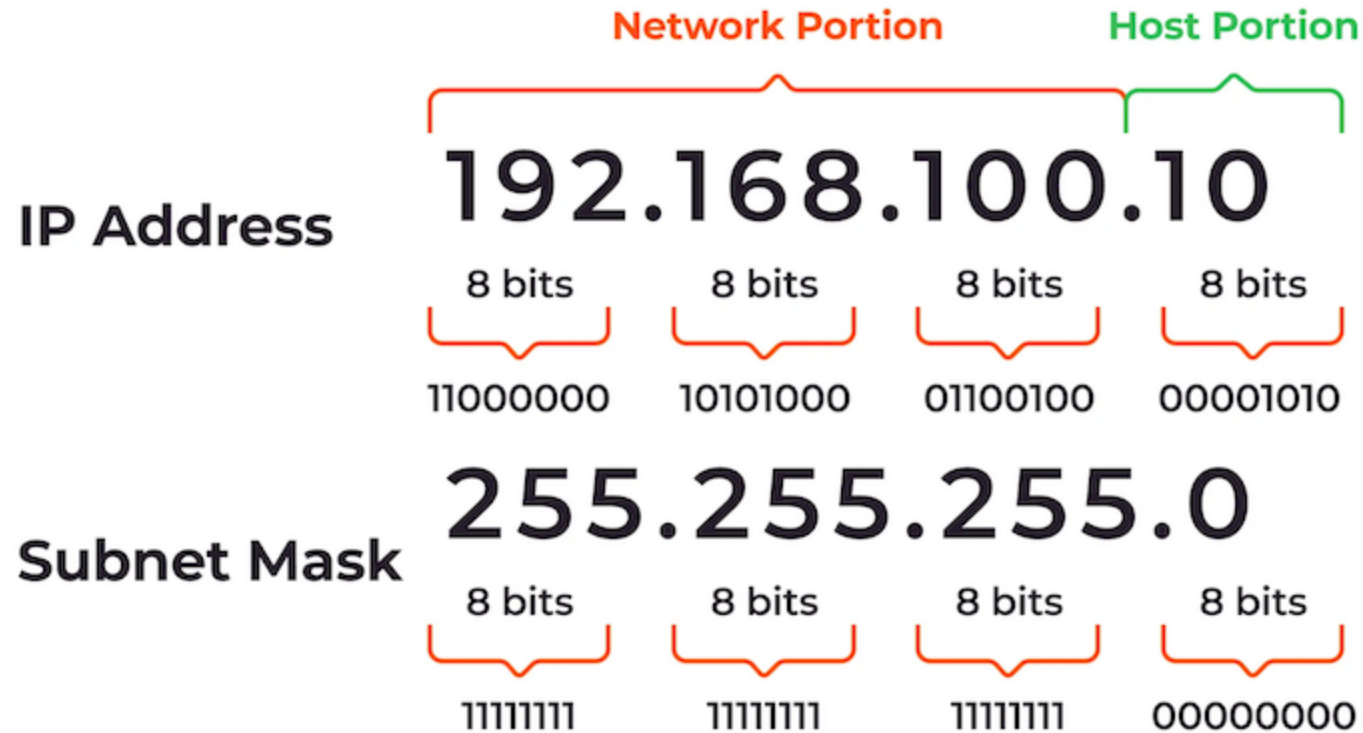 Network Portion Host Portion
IP Address 192.168.100.10
8 bits 8 bits 8 bits 8 bits
11000000 10101000 01100100 00001010
Subnet Mask 255.255.255.0
8 bits 8 bits 8 bits 8 bits
11111111 11111111 11111111 00000000